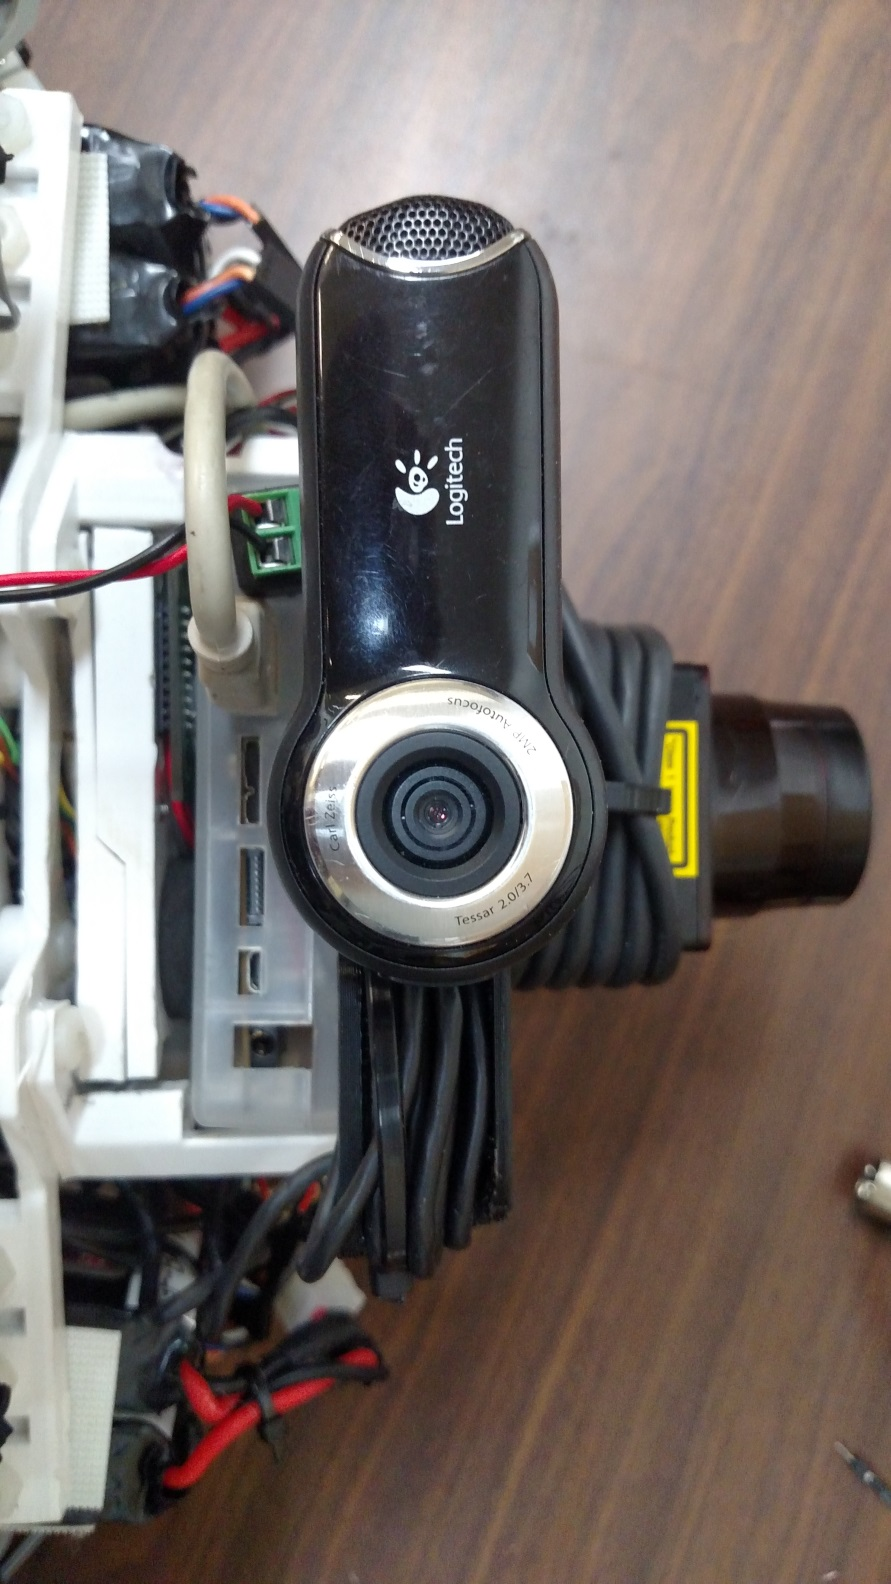 Logitech
2MP Autofocus
Carl Zeiss
Tessar 2.0/3.7